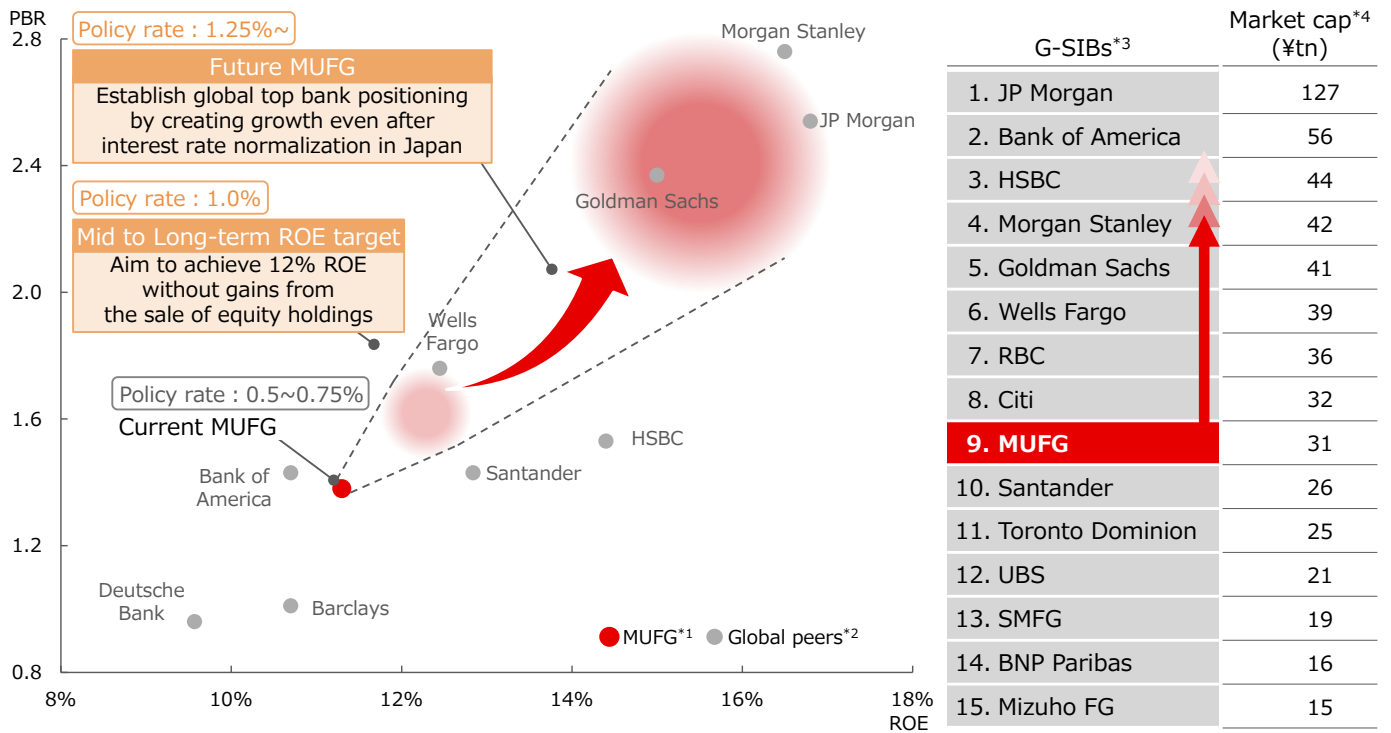 PBR
2.8
2.4
2.0
1.6
1.2
0.8
8%
10%
12%
14%
16%
18%
ROE
Policy rate : 1.25%~
Future MUFG
Establish global top bank positioning
by creating growth even after
interest rate normalization in Japan
Policy rate : 1.0%
Mid to Long-term ROE target
Aim to achieve 12% ROE
without gains from
the sale of equity holdings
Policy rate : 0.5~0.75%
Current MUFG
Morgan Stanley
JP Morgan
Goldman Sachs
Wells
Fargo
HSBC
Santander
Bank of
America
Deutsche
Bank
Barclays
MUFG*1
Global peers*2
G-SIBs*3
Market cap*4
(¥tn)
1. JP Morgan 127
2. Bank of America 56
3. HSBC 44
4. Morgan Stanley 42
5. Goldman Sachs 41
6. Wells Fargo 39
7. RBC 36
8. Citi 32
9. MUFG 31
10. Santander 26
11. Toronto Dominion 25
12. UBS 21
13. SMFG 19
14. BNP Paribas 16
15. Mizuho FG 15